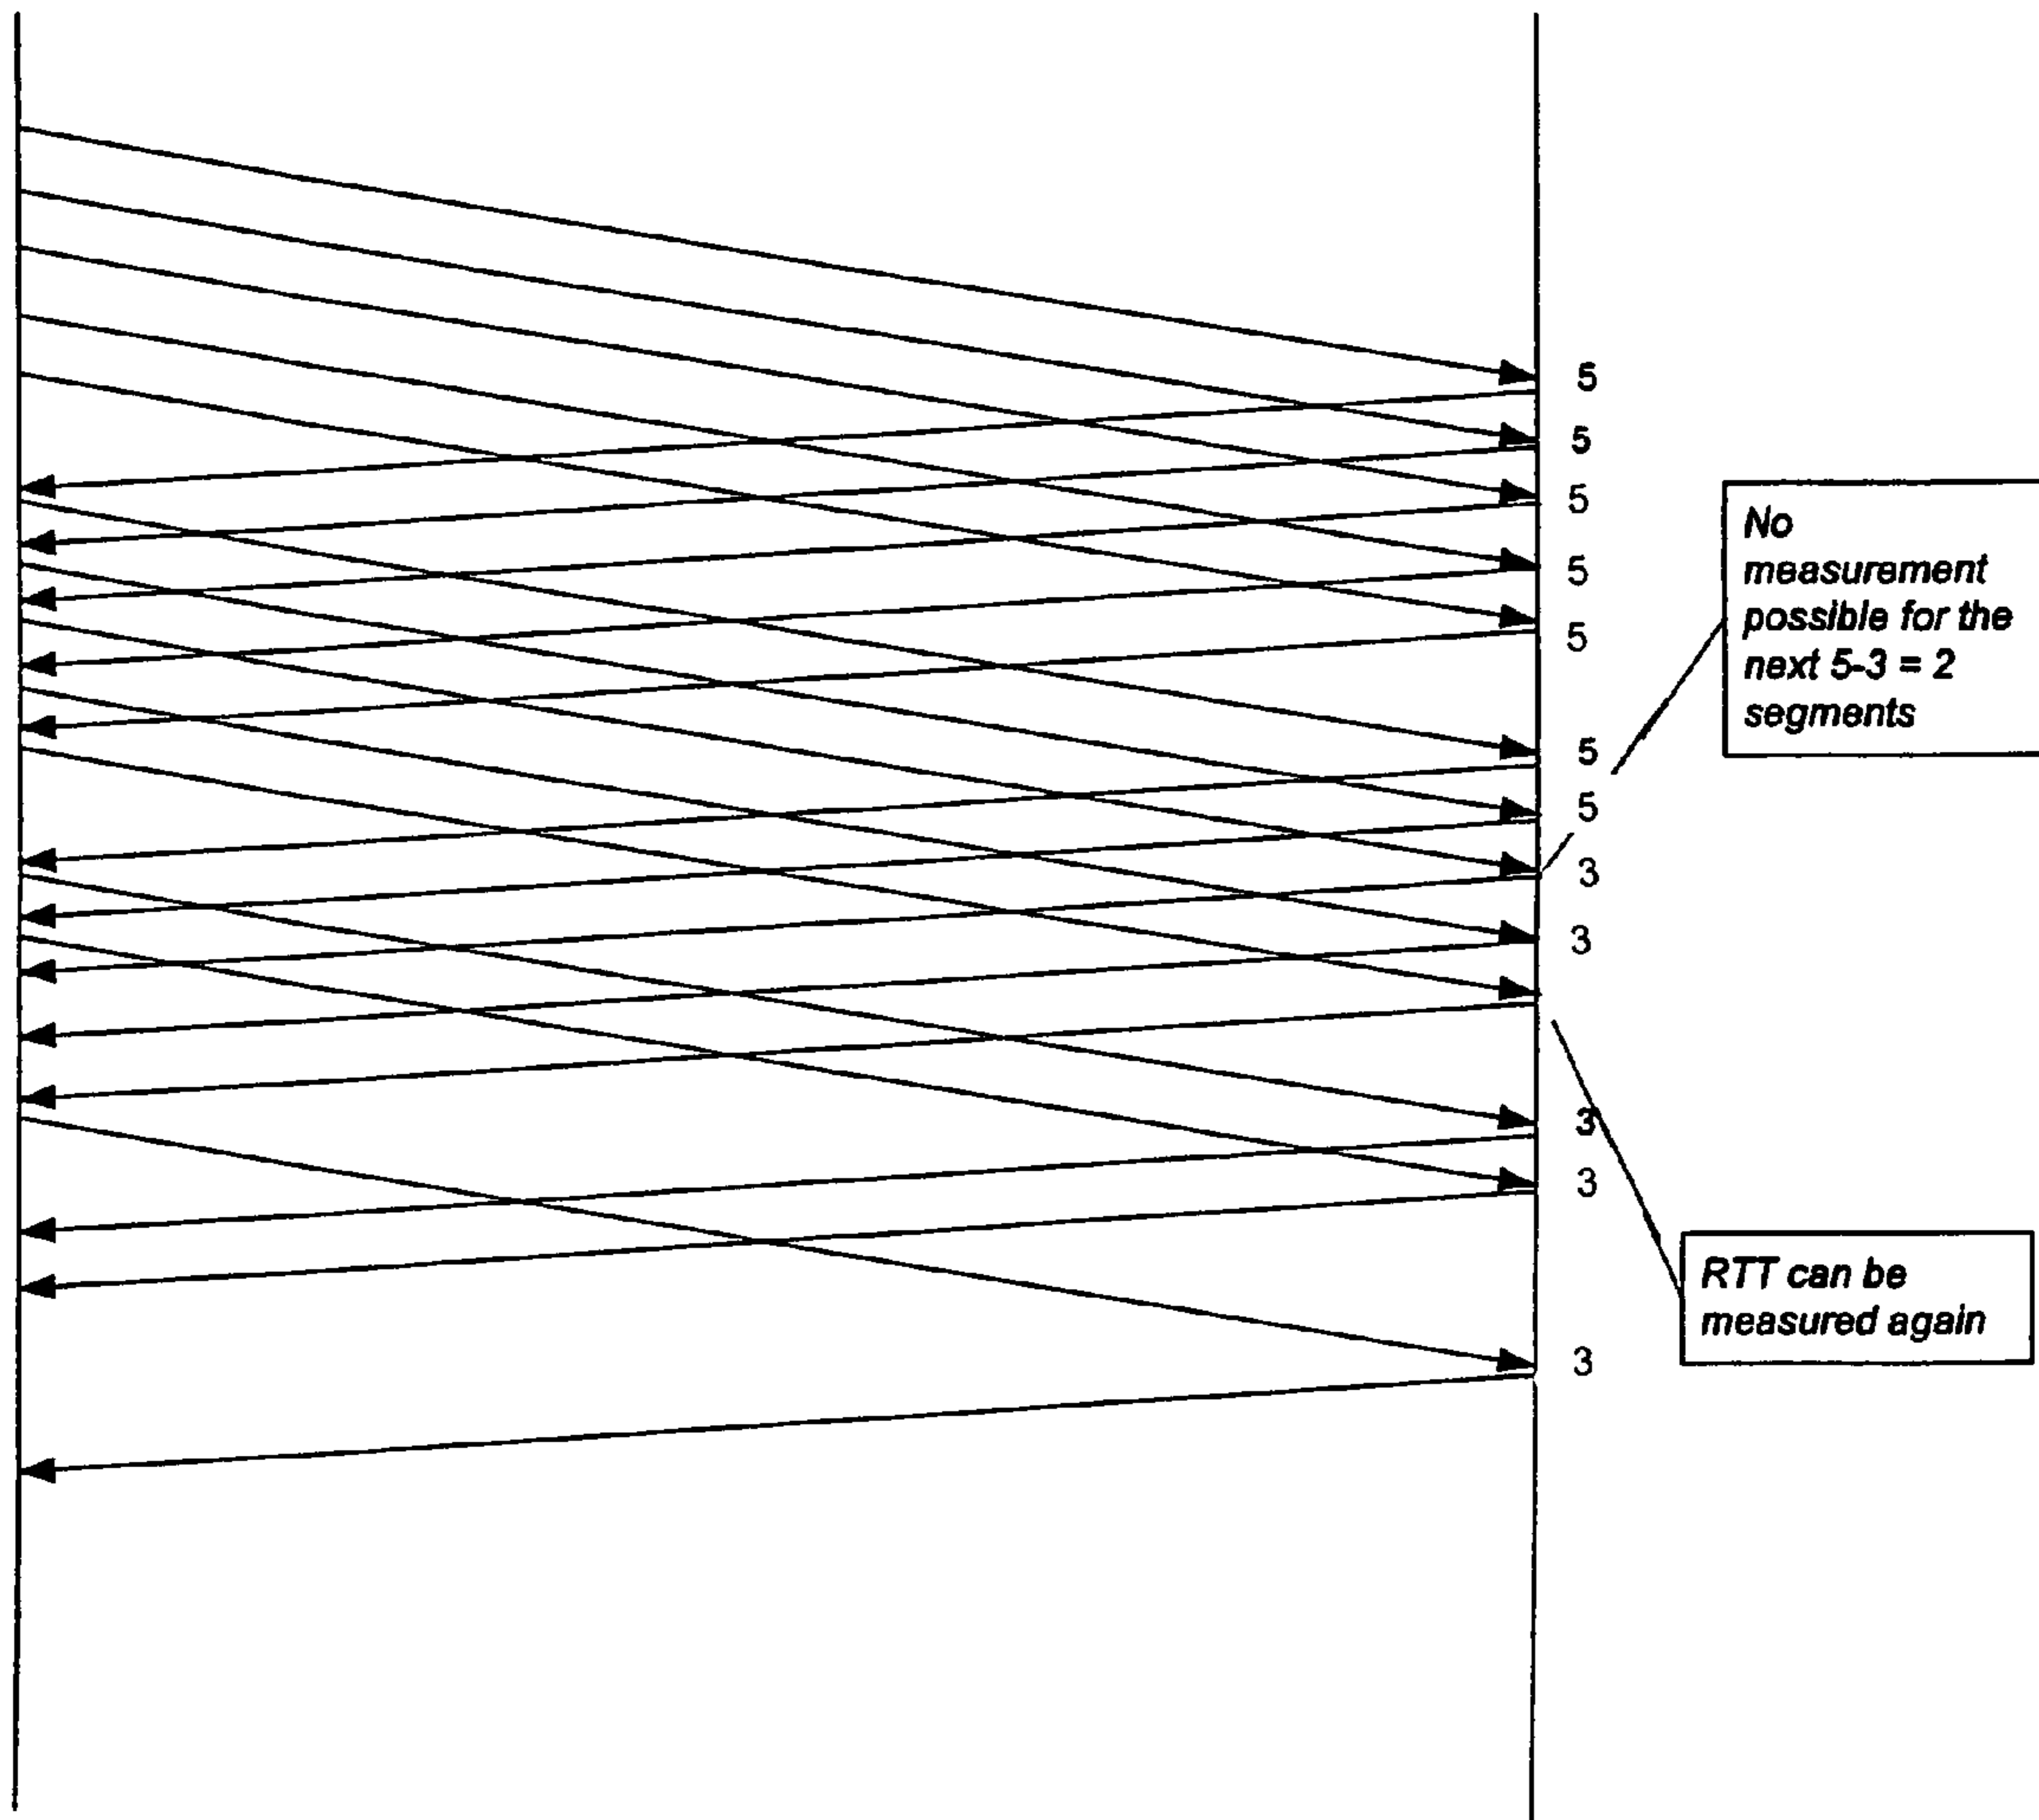 5
5
5
5
5
No
measurement
possible for the
next 5-3 = 2
segments
5
5
3
3
3
3
RTT can be
measured again
3